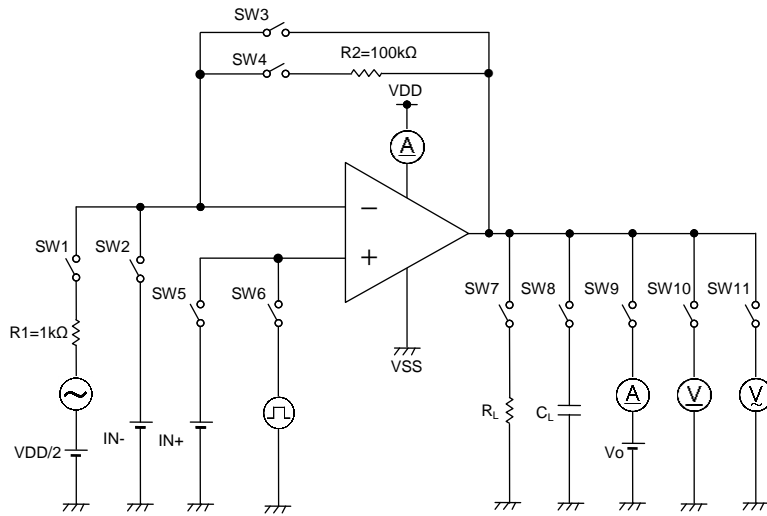 SW3
SW4
R2=100kΩ
VDD
A
SW1
SW2
SW5
SW6
SW7
SW8
SW9
SW10
SW11
R1=1kΩ
VSS
RL
CL
A
V
V
VDD/2
IN-
IN+
Vo